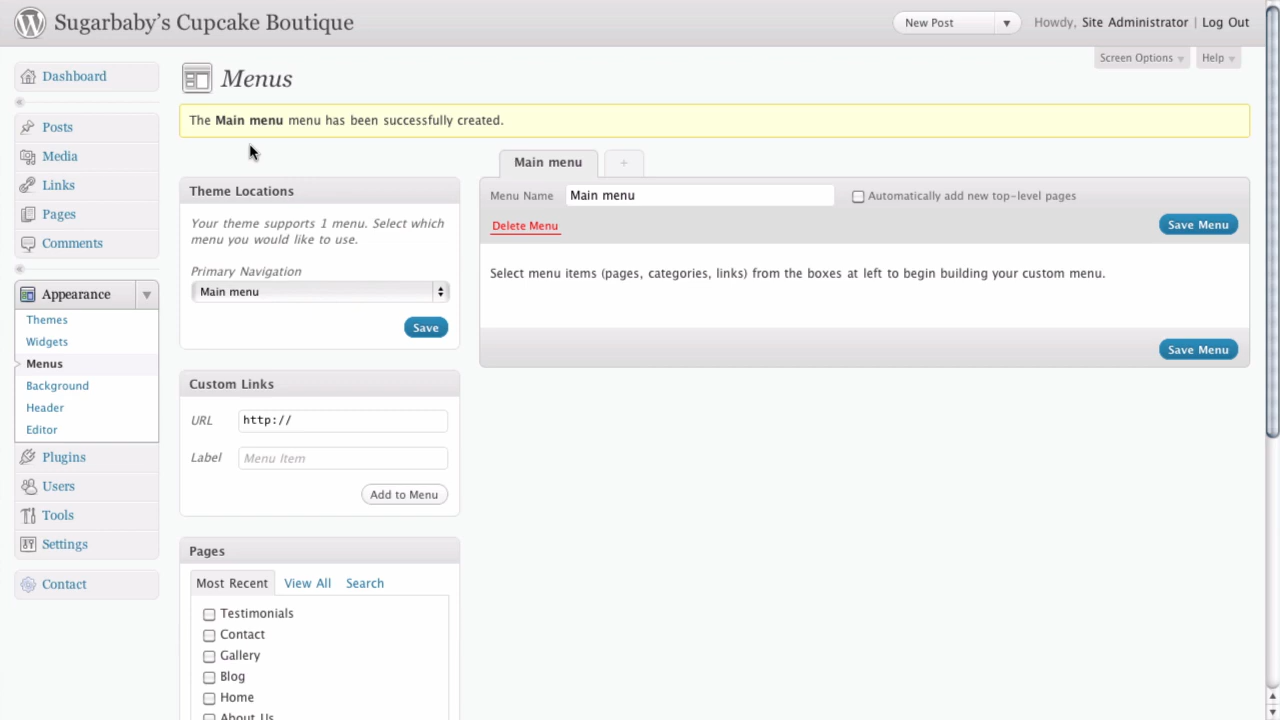 Sugarbaby's Cupcake Boutique
New Post
Howdy, Site Administrator | Log Out
Screen Options
Help
Dashboard
Posts
Media
Links
Pages
Comments
Appearance
Themes
Widgets
Menus
Background
Header
Editor
Plugins
Users
Tools
Settings
Contact
Menus
The Main menu menu has been successfully created.
Theme Locations
Your theme supports 1 menu. Select which
menu you would like to use.
Primary Navigation
Main menu
Save
Custom Links
URL http://
Label Menu Item
Add to Menu
Pages
Most Recent View All Search
Testimonials
Contact
Gallery
Blog
Home
About Us
Main menu +
Menu Name Main menu Automatically add new top-level pages
Delete Menu Save Menu
Select menu items (pages, categories, links) from the boxes at left to begin building your custom menu.
Save Menu